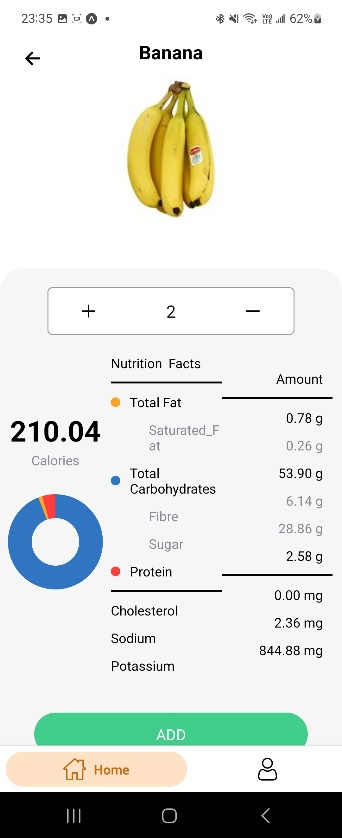 23:35 62%
Banana
+ 2 −
Nutrition Facts
Amount
Total Fat
0.78 g
Saturated_F
at
0.26 g
210.04
Calories
Total
Carbohydrates
53.90 g
Fibre
6.14 g
Sugar
28.86 g
Protein
2.58 g
Cholesterol
0.00 mg
Sodium
2.36 mg
Potassium
844.88 mg
ADD
Home